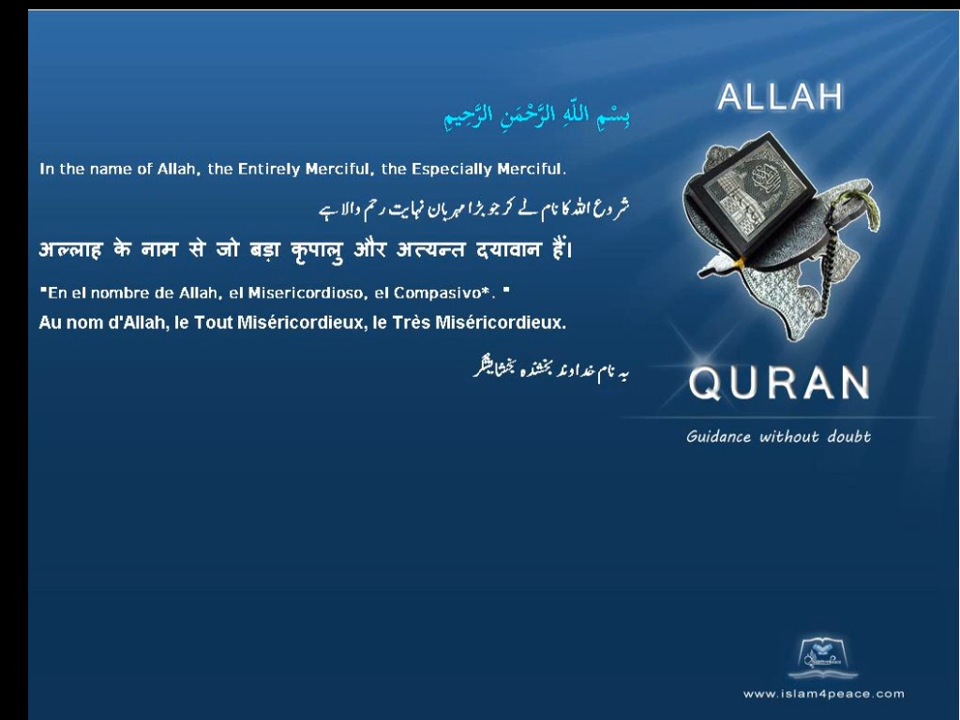 بِسْمِ اللّهِ الرَّحْمَنِ الرَّحِيمِ
In the name of Allah, the Entirely Merciful, the Especially Merciful.
شروع الله کا نام لے کر جو بڑا مہربان نہایت رحم والا ہے
अल्लाह के नाम से जो बड़ा कृपालु और अत्यन्त दयावान हैं।
"En el nombre de Allah, el Misericordioso, el Compasivo*. "
Au nom d'Allah, le Tout Miséricordieux, le Très Miséricordieux.
به نام خداوند بخشنده بخشایشگر
ALLAH
QURAN
Guidance without doubt
www.islam4peace.com